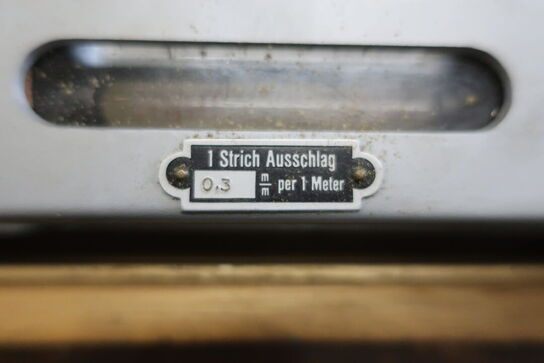 1 Strich Ausschlag
0,3 m/m per 1 Meter